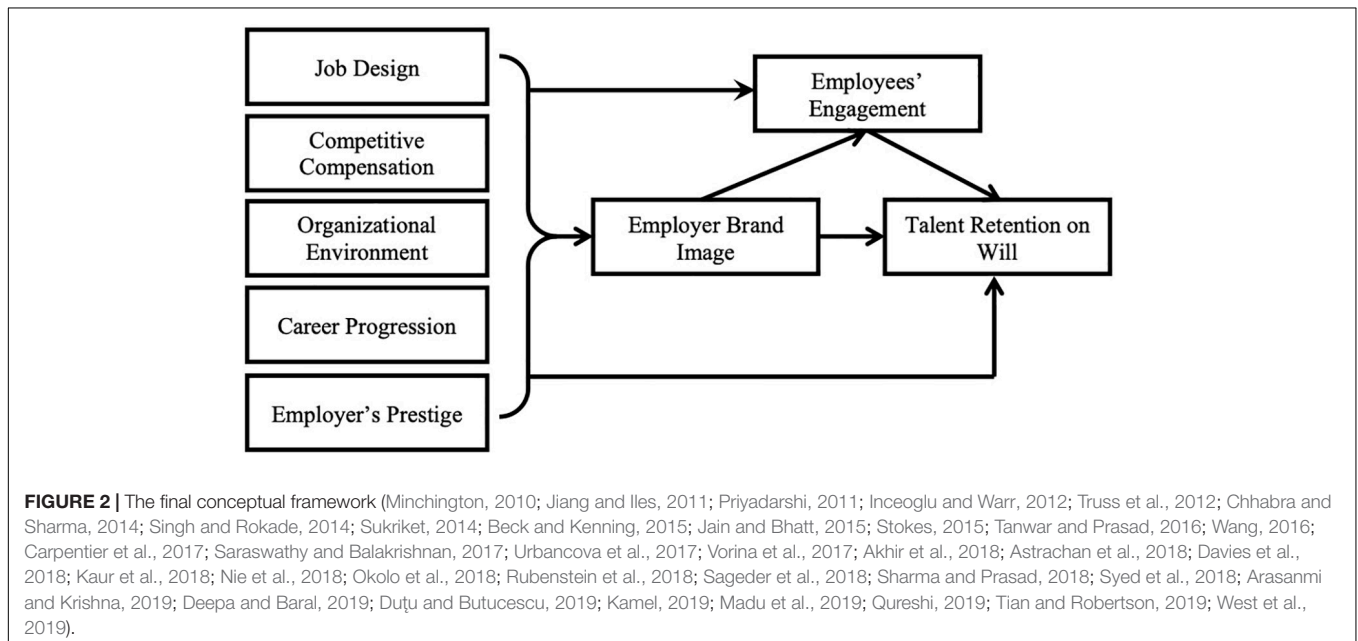 Job Design
Competitive
Compensation
Organizational
Environment
Career Progression
Employer's Prestige
Employees'
Engagement
Employer Brand
Image
Talent Retention on
Will
FIGURE 2 | The final conceptual framework (Minchington, 2010; Jiang and Iles, 2011; Priyadarshi, 2011; Inceoglu and Warr, 2012; Truss et al., 2012; Chhabra and
Sharma, 2014; Singh and Rokade, 2014; Sukriket, 2014; Beck and Kenning, 2015; Jain and Bhatt, 2015; Stokes, 2015; Tanwar and Prasad, 2016; Wang, 2016;
Carpentier et al., 2017; Saraswathy and Balakrishnan, 2017; Urbancova et al., 2017; Vorina et al., 2017; Akhir et al., 2018; Astrachan et al., 2018; Davies et al.,
2018; Kaur et al., 2018; Nie et al., 2018; Okolo et al., 2018; Rubenstein et al., 2018; Sageder et al., 2018; Sharma and Prasad, 2018; Syed et al., 2018; Arasanmi
and Krishna, 2019; Deepa and Baral, 2019; Duţu and Butucescu, 2019; Kamel, 2019; Madu et al., 2019; Qureshi, 2019; Tian and Robertson, 2019; West et al.,
2019).